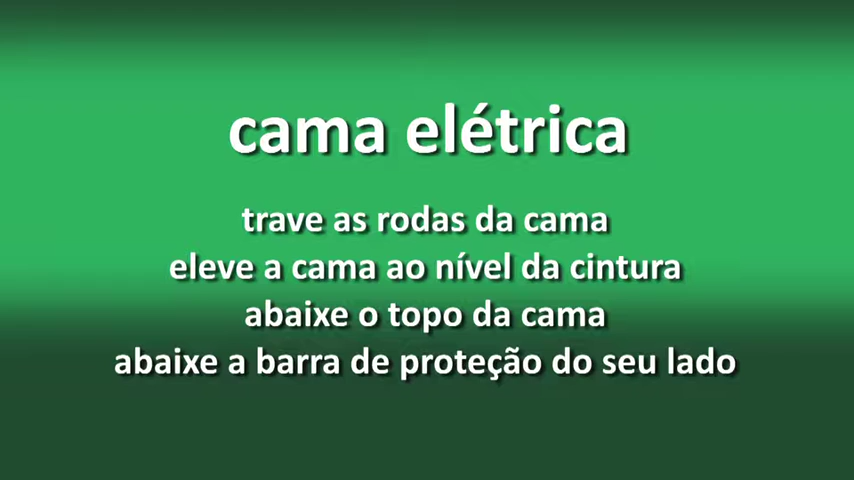 cama elétrica
trave as rodas da cama
eleve a cama ao nível da cintura
abaixe o topo da cama
abaixe a barra de proteção do seu lado